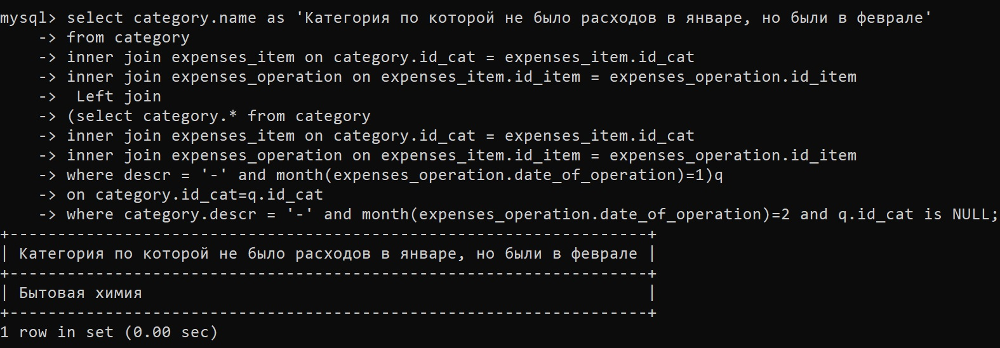 mysql> select category.name as 'Категория по которой не было расходов в январе, но были в феврале'
    -> from category
    -> inner join expenses_item on category.id_cat = expenses_item.id_cat
    -> inner join expenses_operation on expenses_item.id_item = expenses_operation.id_item
    ->  Left join
    -> (select category.* from category
    -> inner join expenses_item on category.id_cat = expenses_item.id_cat
    -> inner join expenses_operation on expenses_item.id_item = expenses_operation.id_item
    -> where descr = '-' and month(expenses_operation.date_of_operation)=1)q
    -> on category.id_cat=q.id_cat
    -> where category.descr = '-' and month(expenses_operation.date_of_operation)=2 and q.id_cat is NULL;
+-------------------------------------------------------------------+
| Категория по которой не было расходов в январе, но были в феврале |
+-------------------------------------------------------------------+
| Бытовая химия                                                     |
+-------------------------------------------------------------------+
1 row in set (0.00 sec)